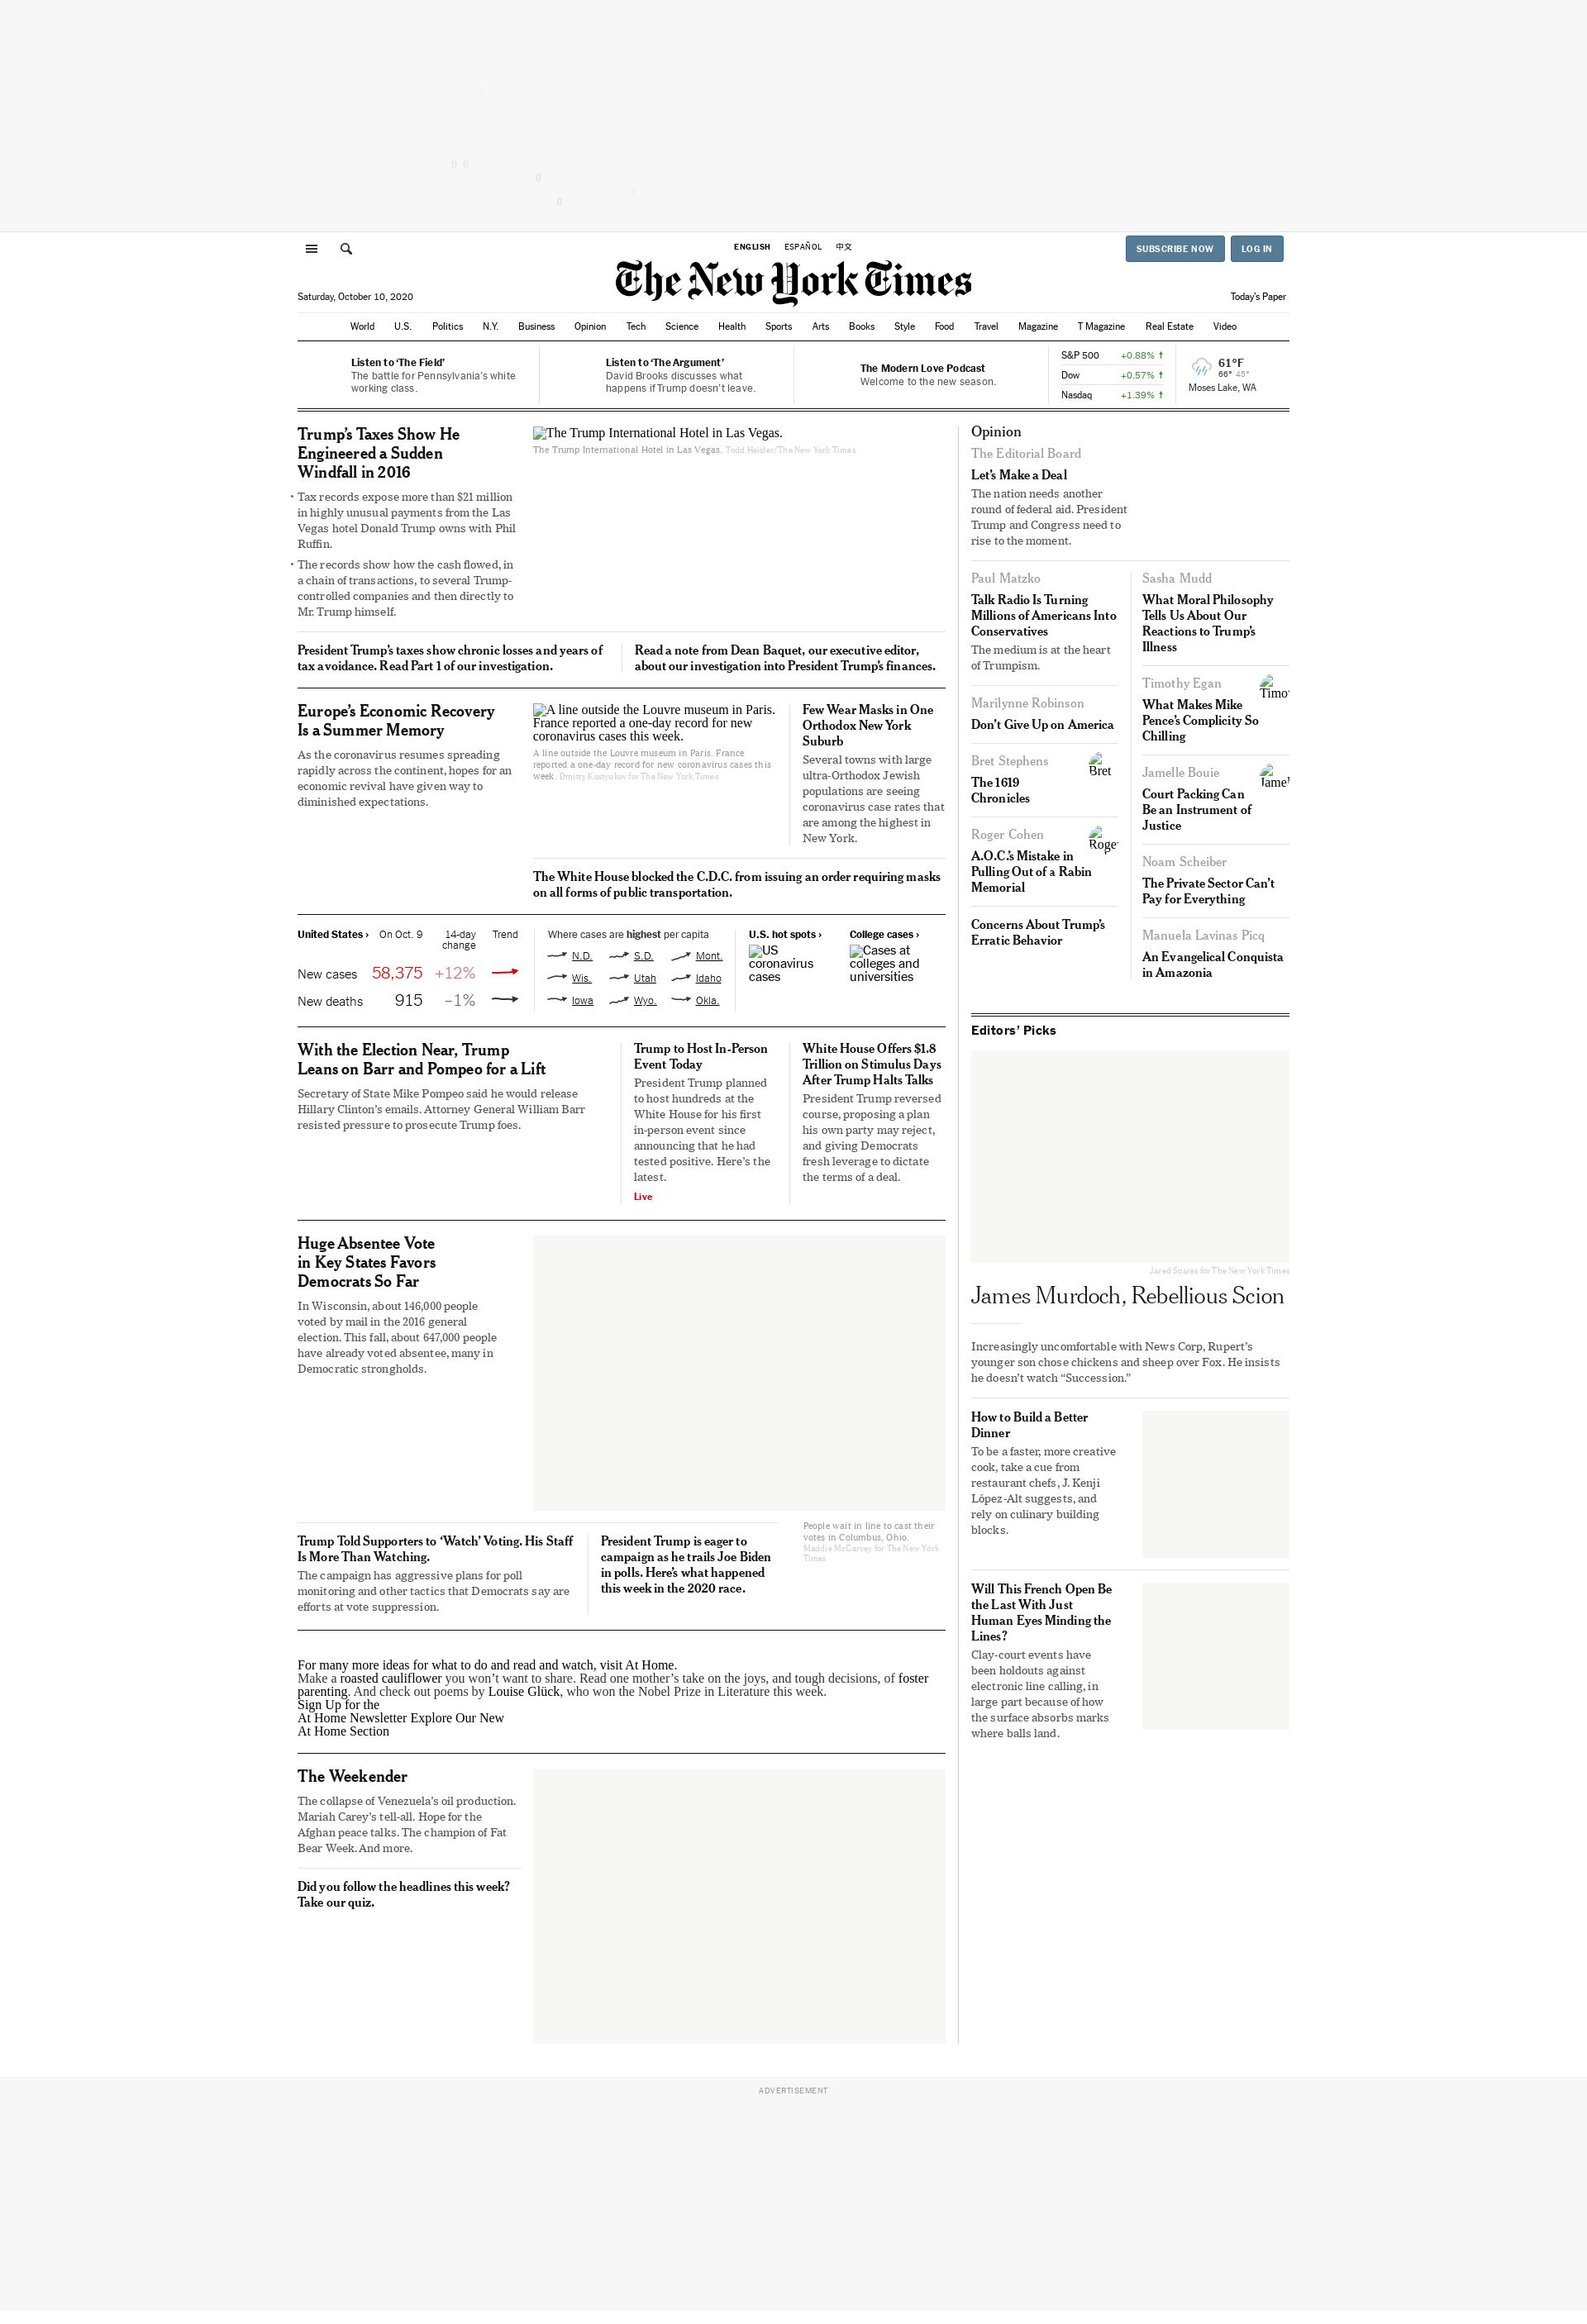 ENGLISH ESPAÑOL 中文
SUBSCRIBE NOW LOG IN
The New York Times
Saturday, October 10, 2020
Today's Paper
World U.S. Politics N.Y. Business Opinion Tech Science Health Sports Arts Books Style Food Travel Magazine T Magazine Real Estate Video
Listen to ‘The Field’
The battle for Pennsylvania’s white
working class.
Listen to ‘The Argument’
David Brooks discusses what
happens if Trump doesn’t leave.
The Modern Love Podcast
Welcome to the new season.
S&P 500 +0.88% ↑
Dow +0.57% ↑
Nasdaq +1.39% ↑
61°F
66° 45°
Moses Lake, WA
Trump’s Taxes Show He
Engineered a Sudden
Windfall in 2016
• Tax records expose more than $21 million
in highly unusual payments from the Las
Vegas hotel Donald Trump owns with Phil
Ruffin.
• The records show how the cash flowed, in
a chain of transactions, to several Trump-
controlled companies and then directly to
Mr. Trump himself.
The Trump International Hotel in Las Vegas.
The Trump International Hotel in Las Vegas. Todd Heisler/The New York Times
President Trump’s taxes show chronic losses and years of
tax avoidance. Read Part 1 of our investigation.
Read a note from Dean Baquet, our executive editor,
about our investigation into President Trump’s finances.
Europe’s Economic Recovery
Is a Summer Memory
As the coronavirus resumes spreading
rapidly across the continent, hopes for an
economic revival have given way to
diminished expectations.
A line outside the Louvre museum in Paris.
France reported a one-day record for new
coronavirus cases this week.
A line outside the Louvre museum in Paris. France
reported a one-day record for new coronavirus cases this
week. Dmitry Kostyukov for The New York Times
Few Wear Masks in One
Orthodox New York
Suburb
Several towns with large
ultra-Orthodox Jewish
populations are seeing
coronavirus case rates that
are among the highest in
New York.
The White House blocked the C.D.C. from issuing an order requiring masks
on all forms of public transportation.
United States › On Oct. 9 14-day
change Trend
New cases 58,375 +12%
New deaths 915 –1%
Where cases are highest per capita
N.D. S.D. Mont.
Wis. Utah Idaho
Iowa Wyo. Okla.
U.S. hot spots ›
US
coronavirus
cases
College cases ›
Cases at
colleges and
universities
With the Election Near, Trump
Leans on Barr and Pompeo for a Lift
Secretary of State Mike Pompeo said he would release
Hillary Clinton’s emails. Attorney General William Barr
resisted pressure to prosecute Trump foes.
Trump to Host In-Person
Event Today
President Trump planned
to host hundreds at the
White House for his first
in-person event since
announcing that he had
tested positive. Here’s the
latest.
Live
White House Offers $1.8
Trillion on Stimulus Days
After Trump Halts Talks
President Trump reversed
course, proposing a plan
his own party may reject,
and giving Democrats
fresh leverage to dictate
the terms of a deal.
Huge Absentee Vote
in Key States Favors
Democrats So Far
In Wisconsin, about 146,000 people
voted by mail in the 2016 general
election. This fall, about 647,000 people
have already voted absentee, many in
Democratic strongholds.
People wait in line to cast their
votes in Columbus, Ohio.
Maddie McGarvey for The New York
Times
Trump Told Supporters to ‘Watch’ Voting. His Staff
Is More Than Watching.
The campaign has aggressive plans for poll
monitoring and other tactics that Democrats say are
efforts at vote suppression.
President Trump is eager to
campaign as he trails Joe Biden
in polls. Here’s what happened
this week in the 2020 race.
For many more ideas for what to do and read and watch, visit At Home.
Make a roasted cauliflower you won’t want to share. Read one mother’s take on the joys, and tough decisions, of foster
parenting. And check out poems by Louise Glück, who won the Nobel Prize in Literature this week.
Sign Up for the
At Home Newsletter Explore Our New
At Home Section
The Weekender
The collapse of Venezuela’s oil production.
Mariah Carey’s tell-all. Hope for the
Afghan peace talks. The champion of Fat
Bear Week. And more.
Did you follow the headlines this week?
Take our quiz.
Opinion
The Editorial Board
Let’s Make a Deal
The nation needs another
round of federal aid. President
Trump and Congress need to
rise to the moment.
Paul Matzko
Talk Radio Is Turning
Millions of Americans Into
Conservatives
The medium is at the heart
of Trumpism.
Marilynne Robinson
Don’t Give Up on America
Bret Stephens
Bret
The 1619
Chronicles
Roger Cohen
Roger
A.O.C.’s Mistake in
Pulling Out of a Rabin
Memorial
Concerns About Trump’s
Erratic Behavior
Sasha Mudd
What Moral Philosophy
Tells Us About Our
Reactions to Trump’s
Illness
Timothy Egan
What Makes Mike
Pence’s Complicity So
Chilling
Jamelle Bouie
Court Packing Can
Be an Instrument of
Justice
Noam Scheiber
The Private Sector Can’t
Pay for Everything
Manuela Lavinas Picq
An Evangelical Conquista
in Amazonia
Editors’ Picks
Jared Soares for The New York Times
James Murdoch, Rebellious Scion
Increasingly uncomfortable with News Corp, Rupert’s
younger son chose chickens and sheep over Fox. He insists
he doesn’t watch “Succession.”
How to Build a Better
Dinner
To be a faster, more creative
cook, take a cue from
restaurant chefs, J. Kenji
López-Alt suggests, and
rely on culinary building
blocks.
Will This French Open Be
the Last With Just
Human Eyes Minding the
Lines?
Clay-court events have
been holdouts against
electronic line calling, in
large part because of how
the surface absorbs marks
where balls land.
ADVERTISEMENT